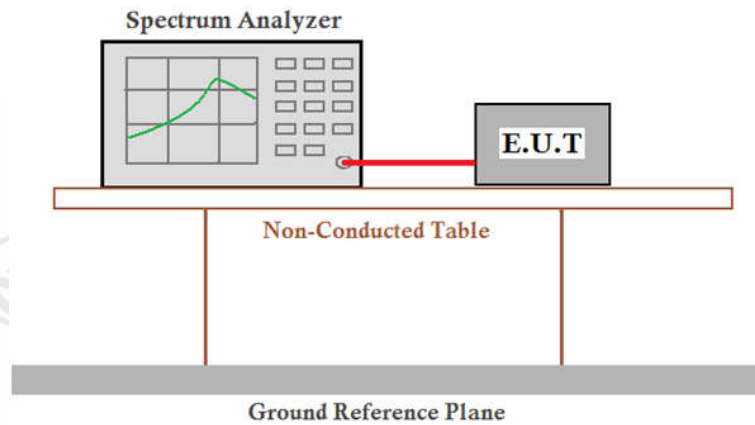 Spectrum Analyzer
E.U.T
Non-Conducted Table
Ground Reference Plane